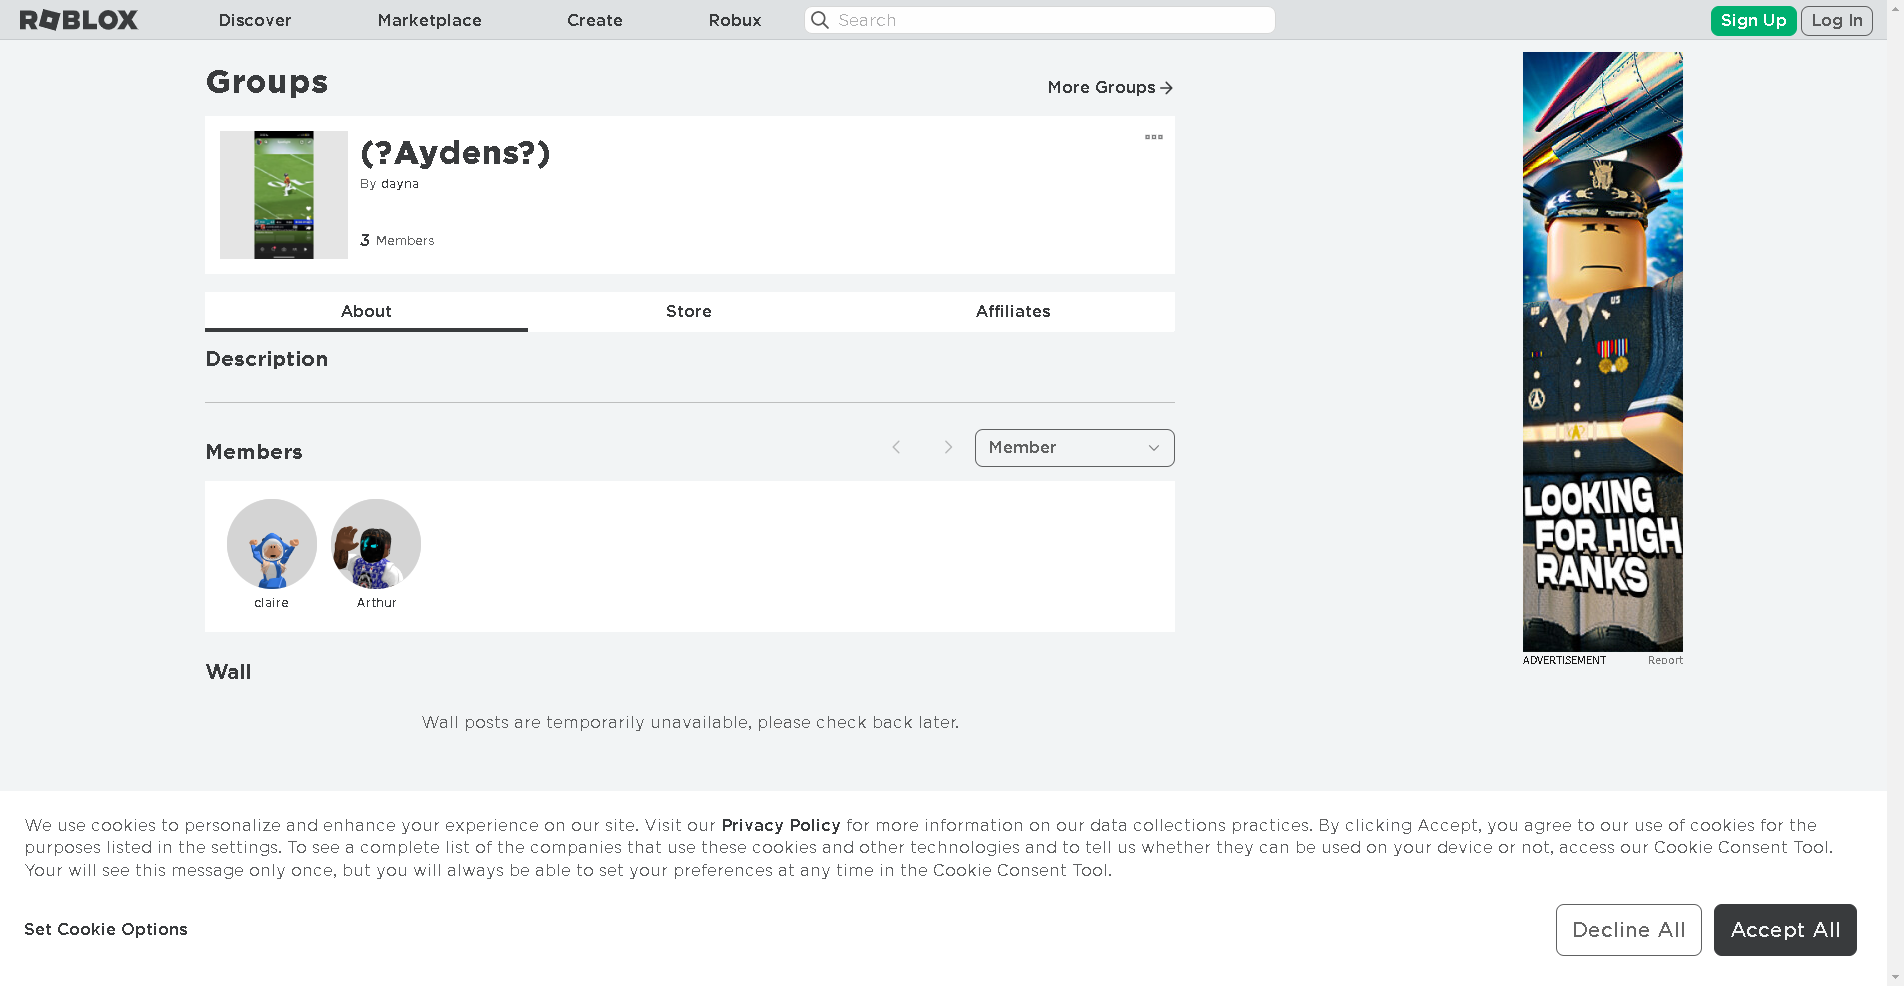 ROBLOX
Discover
Marketplace
Create
Robux
Search
Sign Up
Log In
Groups
More Groups
(?Aydens?)
By dayna
3 Members
About
Store
Affiliates
Description
Members
Member
claire
Arthur
Wall
Wall posts are temporarily unavailable, please check back later.
US
US
LOOKING
FOR HIGH
RANKS
ADVERTISEMENT
Report
We use cookies to personalize and enhance your experience on our site. Visit our Privacy Policy for more information on our data collections practices. By clicking Accept, you agree to our use of cookies for the
purposes listed in the settings. To see a complete list of the companies that use these cookies and other technologies and to tell us whether they can be used on your device or not, access our Cookie Consent Tool.
Your will see this message only once, but you will always be able to set your preferences at any time in the Cookie Consent Tool.
Set Cookie Options
Decline All
Accept All